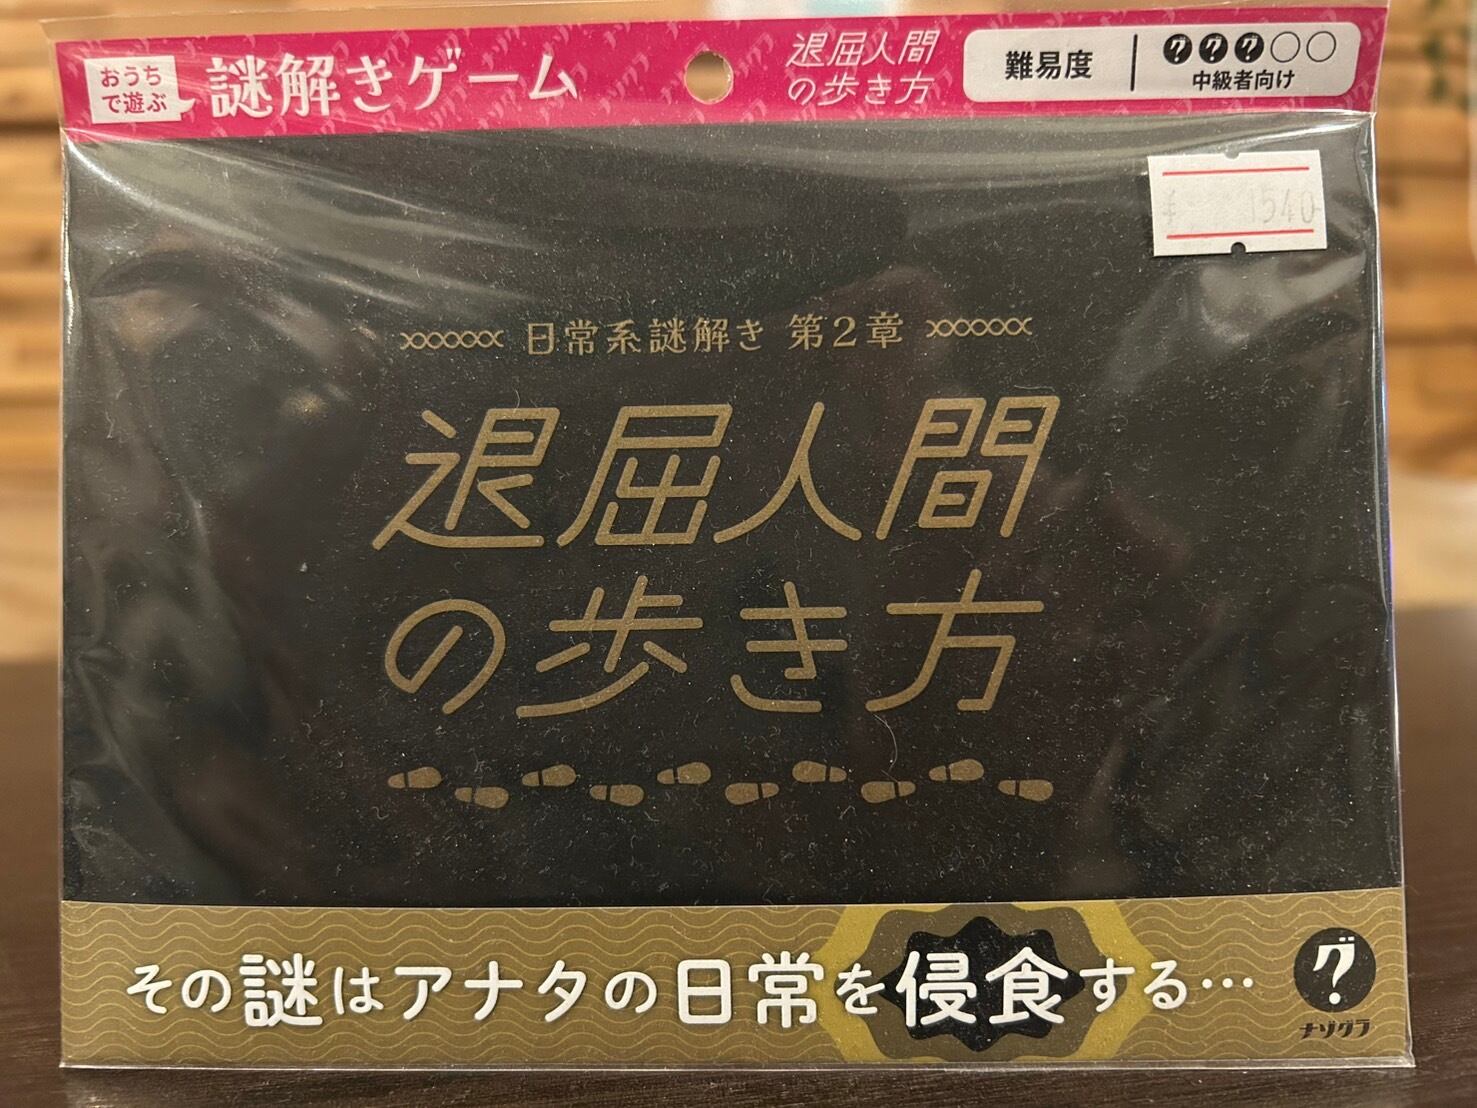 おうち
で遊ぶ
謎解きゲーム
退屈人間
の歩き方
難易度
中級者向け
¥ 1540
日常系謎解き 第2章
退屈人間
の歩き方
その謎はアナタの日常を侵食する…
グ?
ナゾグラ